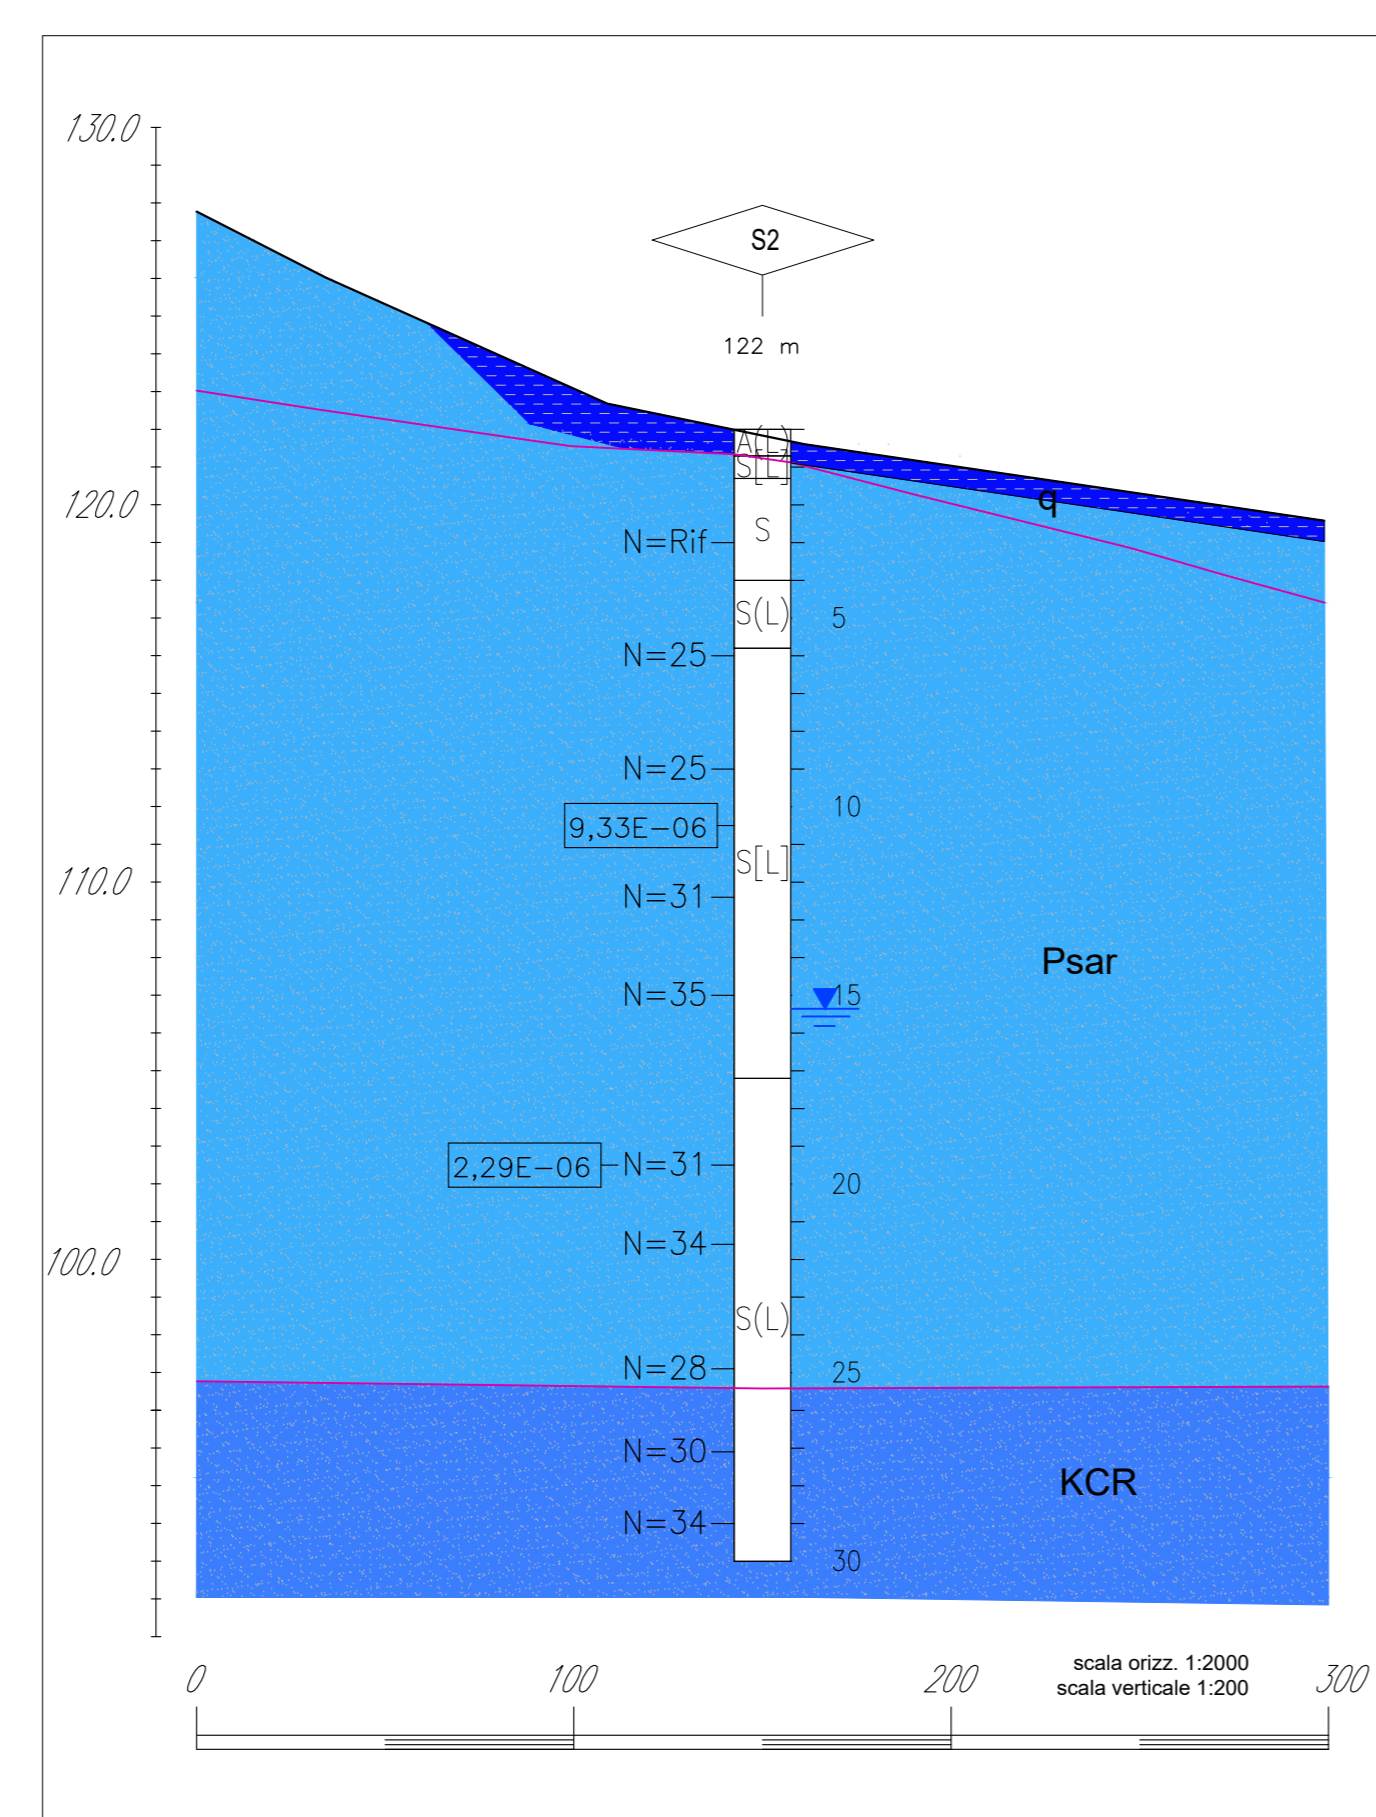 130.0
S2
122 m
A(L)
S[L]
120.0
q
S
N=Rif
S(L)
5
N=25
N=25
10
9,33E-06
S[L]
110.0
N=31
Psar
N=35
15
2,29E-06
N=31
20
N=34
100.0
S(L)
N=28
25
N=30
KCR
N=34
30
scala orizz. 1:2000
scala verticale 1:200
0
100
200
300